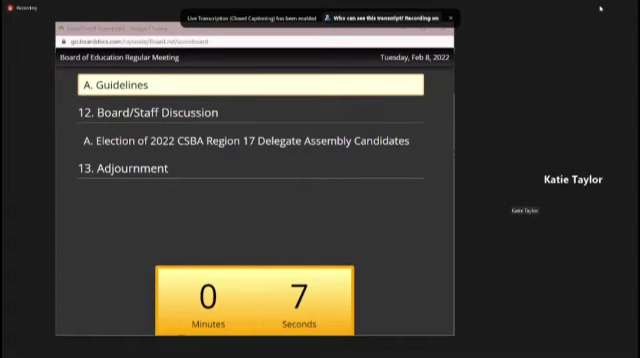 Recording
Live Transcription (Closed Captioning) has been enabled
Who can see this transcript? Recording on
Board of Education Regular Meeting
Tuesday, Feb 8, 2022
A. Guidelines
12. Board/Staff Discussion
A. Election of 2022 CSBA Region 17 Delegate Assembly Candidates
13. Adjournment
Katie Taylor
Katie Taylor
0 7
Minutes Seconds